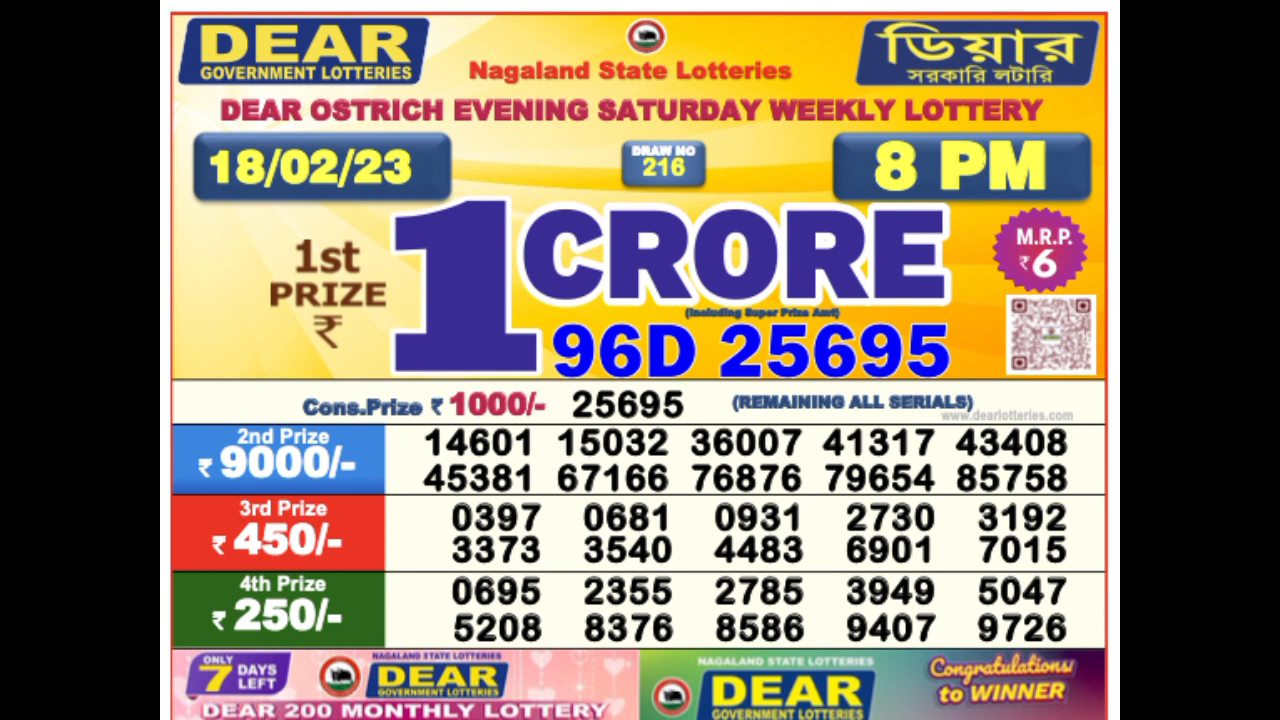 DEAR
GOVERNMENT LOTTERIES
Nagaland State Lotteries
ডিয়ার
সরকারি লটারি
DEAR OSTRICH EVENING SATURDAY WEEKLY LOTTERY
18/02/23
DRAW NO
216
8 PM
1st
PRIZE
₹
1 CRORE
(Including Super Prize Amt)
96D 25695
M.R.P.
₹ 6
Cons.Prize ₹ 1000/- 25695 (REMAINING ALL SERIALS)
www.dearlotteries.com
2nd Prize
₹ 9000/-
14601 15032 36007 41317 43408
45381 67166 76876 79654 85758
3rd Prize
₹ 450/-
0397 0681 0931 2730 3192
3373 3540 4483 6901 7015
4th Prize
₹ 250/-
0695 2355 2785 3949 5047
5208 8376 8586 9407 9726
ONLY
7 DAYS
LEFT
NAGALAND STATE LOTTERIES
DEAR
GOVERNMENT LOTTERIES
DEAR 200 MONTHLY LOTTERY
NAGALAND STATE LOTTERIES
DEAR
GOVERNMENT LOTTERIES
Congratulations!
to WINNER